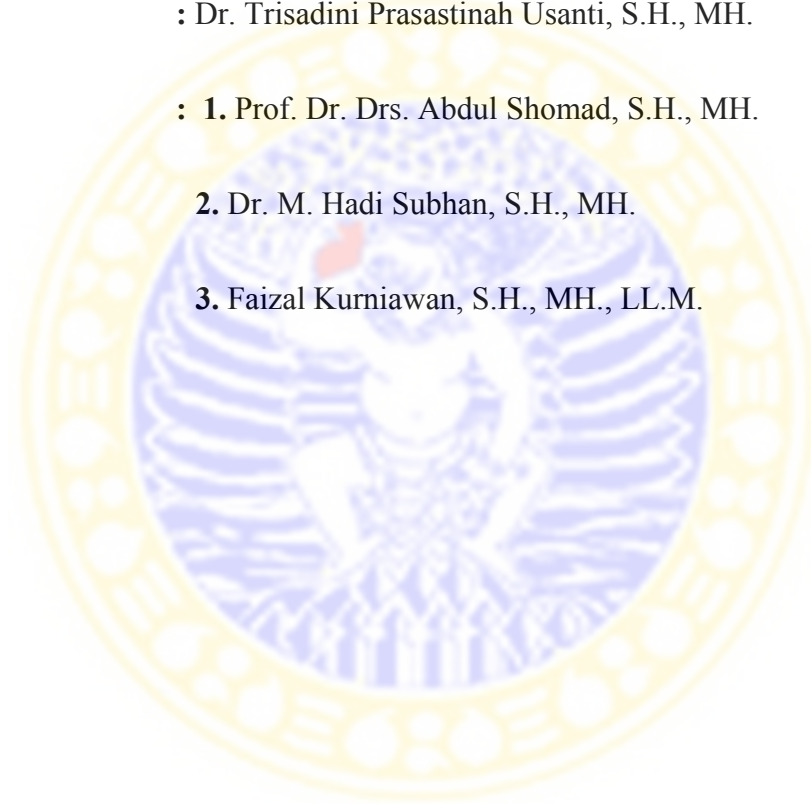 : Dr. Trisadini Prasastinah Usanti, S.H., MH.
: 1. Prof. Dr. Drs. Abdul Shomad, S.H., MH.
2. Dr. M. Hadi Subhan, S.H., MH.
3. Faizal Kurniawan, S.H., MH., LL.M.